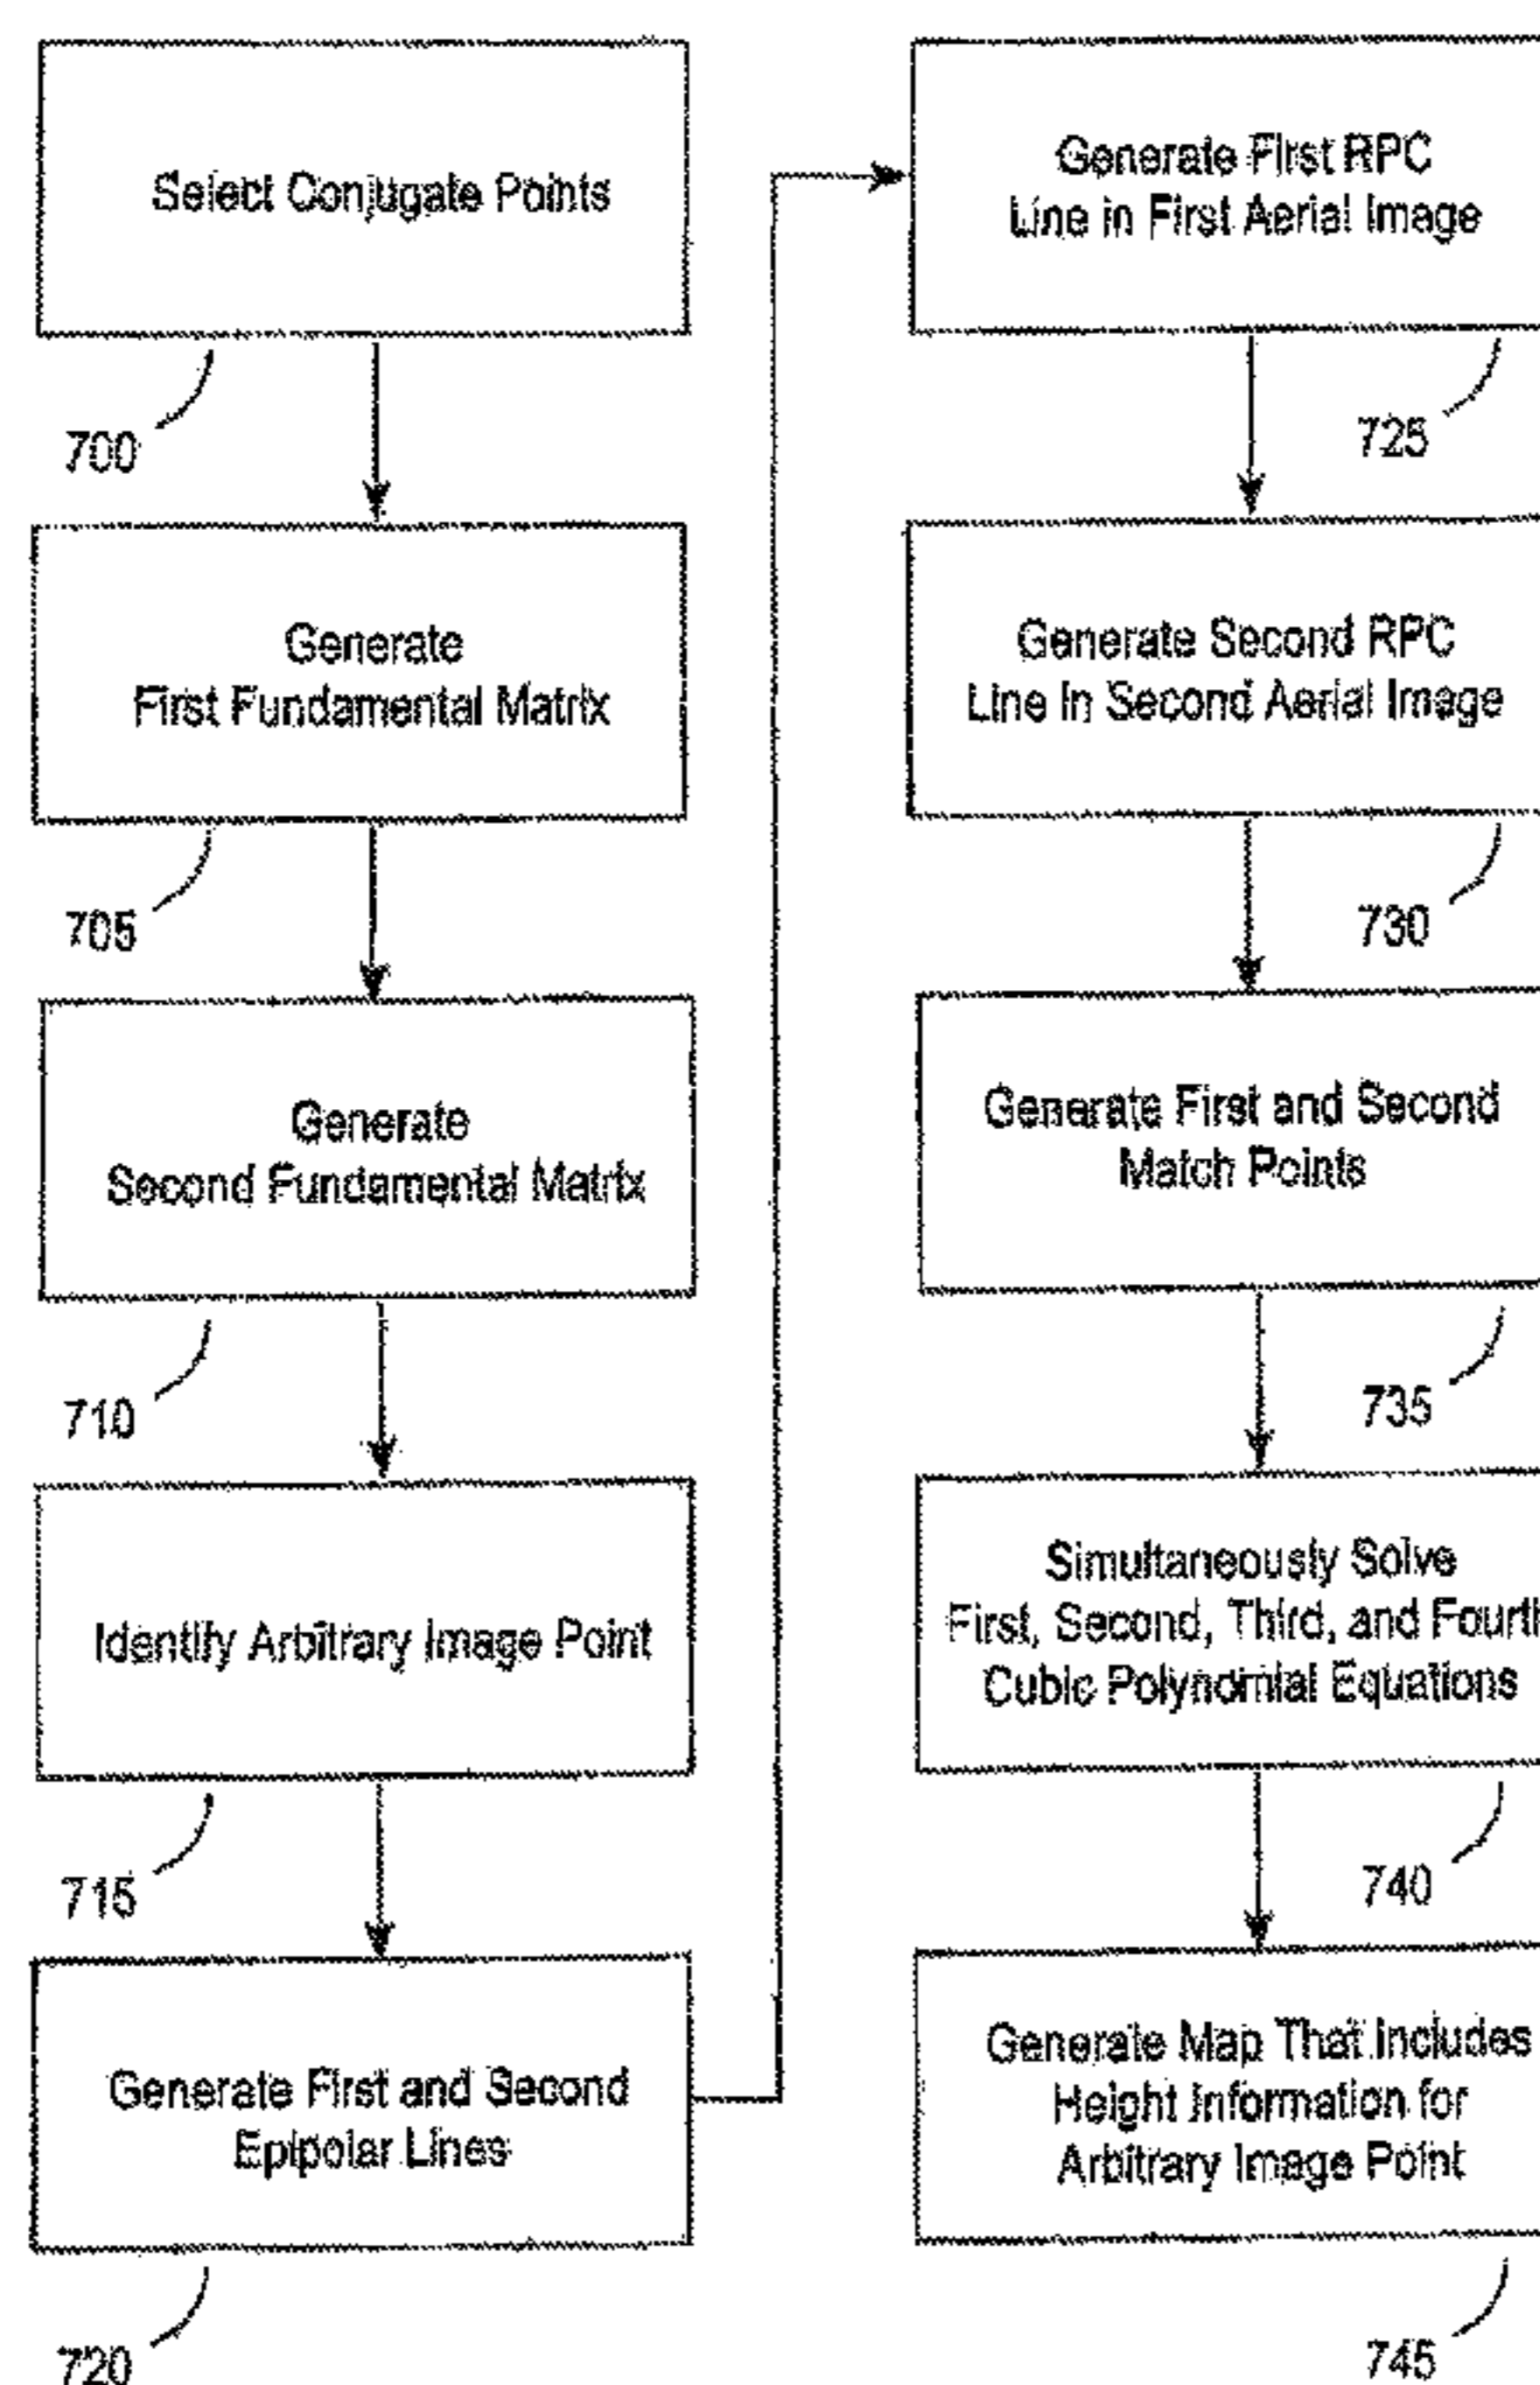 Select Conjugate Points
700
Generate
First Fundamental Matrix
705
Generate
Second Fundamental Matrix
710
Identify Arbitrary Image Point
715
Generate First and Second
Epipolar Lines
720
Generate First RPC
Line in First Aerial Image
725
Generate Second RPC
Line in Second Aerial Image
730
Generate First and Second
Match Points
735
Simultaneously Solve
First, Second, Third, and Fourth
Cubic Polynomial Equations
740
Generate Map That Includes
Height Information for
Arbitrary Image Point
745